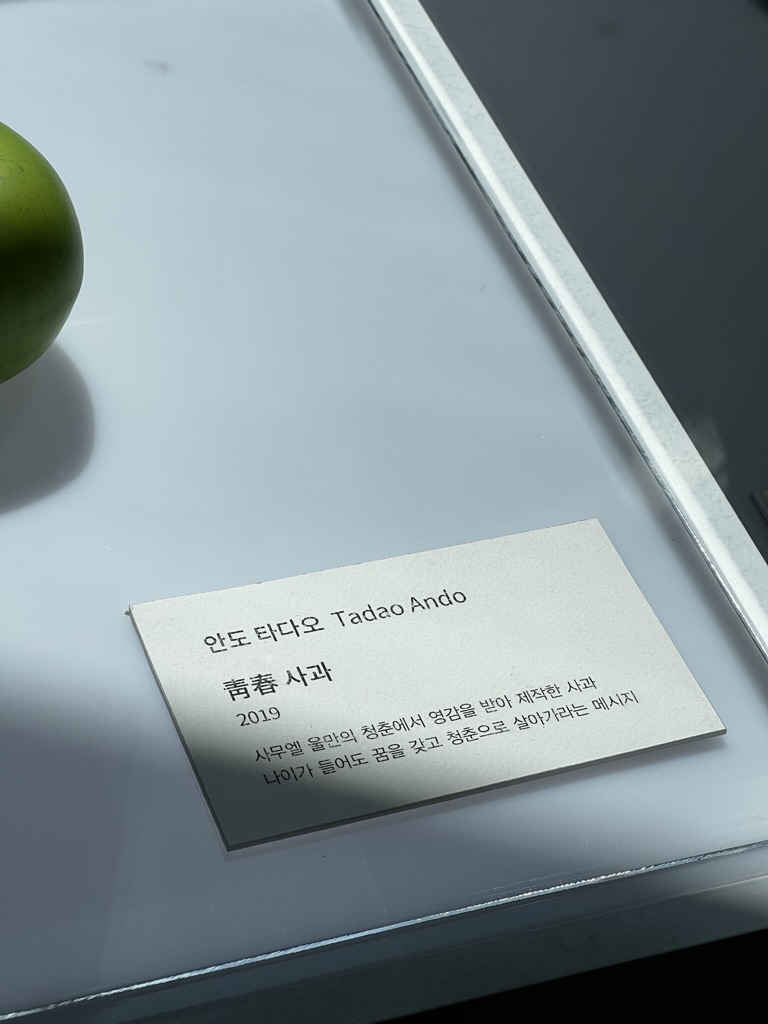 안도 타다오 Tadao Ando
靑春 사과
2019
사무엘 울만의 청춘에서 영감을 받아 제작한 사과
나이가 들어도 꿈을 갖고 청춘으로 살아가라는 메시지